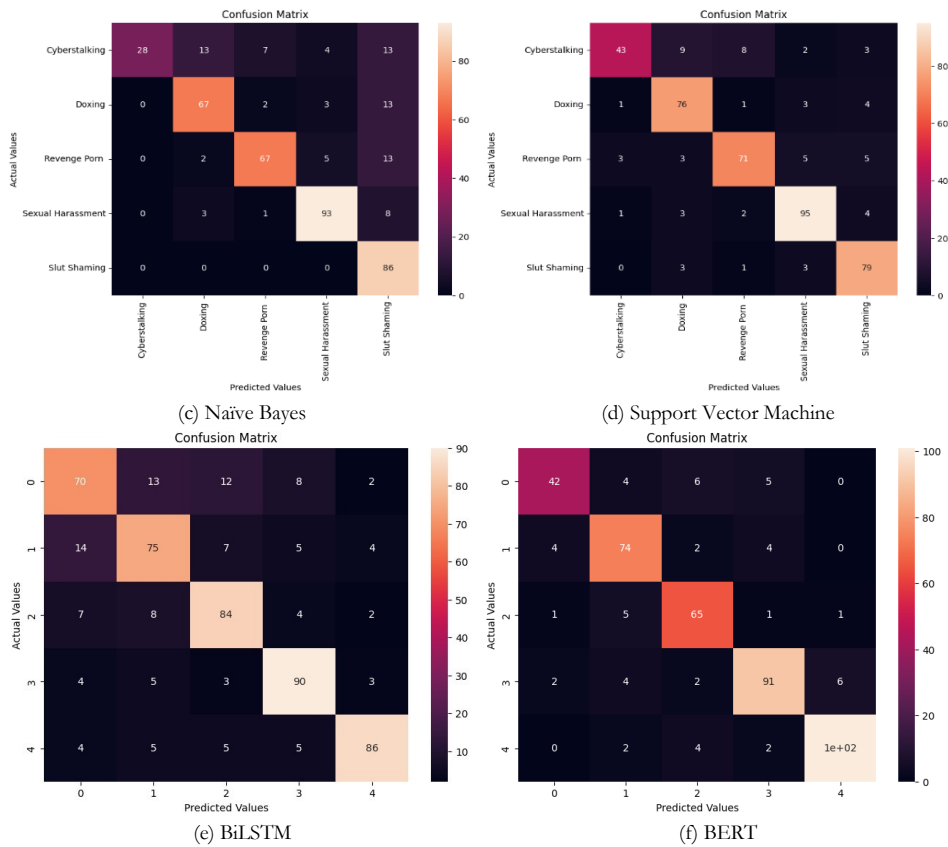 Confusion Matrix
Cyberstalking 28 13 7 4 13
Doxing 0 67 2 3 13
Revenge Porn 0 2 67 5 13
Sexual Harassment 0 3 1 93 8
Slut Shaming 0 0 0 0 86
Actual Values
80
60
40
20
0
Cyberstalking Doxing Revenge Porn Sexual Harassment Slut Shaming
Predicted Values
(c) Naïve Bayes
Confusion Matrix
Cyberstalking 43 9 8 2 3
Doxing 1 76 1 3 4
Revenge Porn 3 3 71 5 5
Sexual Harassment 1 3 2 95 4
Slut Shaming 0 3 1 3 79
Actual Values
80
60
40
20
0
Cyberstalking Doxing Revenge Porn Sexual Harassment Slut Shaming
Predicted Values
(d) Support Vector Machine
Confusion Matrix
0 70 13 12 8 2
1 14 75 7 5 4
2 7 8 84 4 2
3 4 5 3 90 3
4 4 5 5 5 86
Actual Values
90
80
70
60
50
40
30
20
10
0 1 2 3 4
Predicted Values
(e) BiLSTM
Confusion Matrix
0 42 4 6 5 0
1 4 74 2 4 0
2 1 5 65 1 1
3 2 4 2 91 6
4 0 2 4 2 1e+02
Actual Values
100
80
60
40
20
0
0 1 2 3 4
Predicted Values
(f) BERT